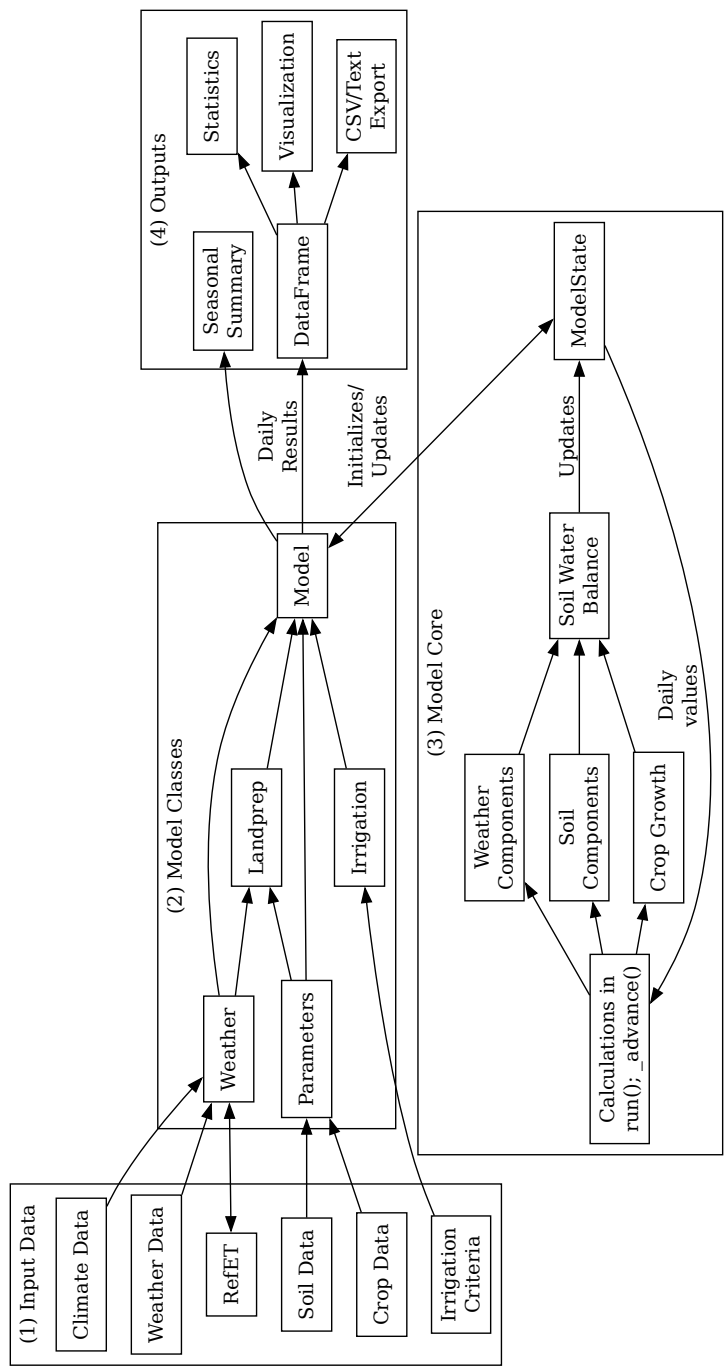 (1) Input Data
Climate Data
Weather Data
RefET
Soil Data
Crop Data
Irrigation
Criteria
(2) Model Classes
Weather
Parameters
Landprep
Irrigation
Model
Daily
Results
Initializes/
Updates
(4) Outputs
Seasonal
Summary
DataFrame
Statistics
Visualization
CSV/Text
Export
(3) Model Core
Calculations in
run(); _advance()
Weather
Components
Soil
Components
Crop Growth
Soil Water
Balance
Updates
ModelState
Daily
values